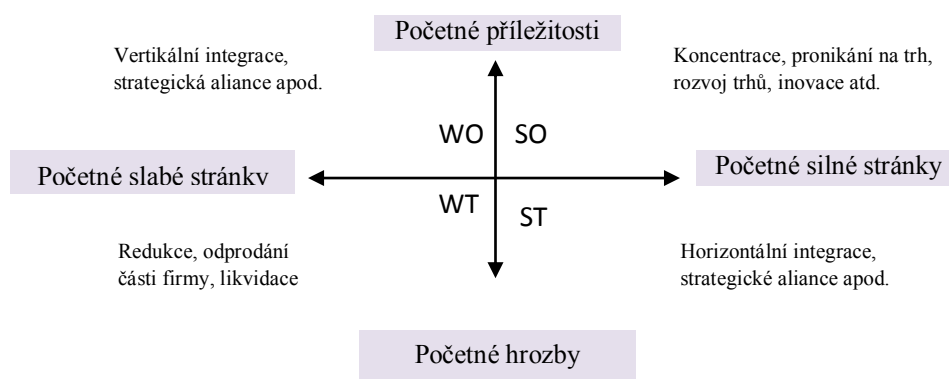 Početné příležitosti
Vertikální integrace,
strategická aliance apod.
Koncentrace, pronikání na trh,
rozvoj trhů, inovace atd.
WO
SO
Početné slabé stránkv
Početné silné stránky
WT
ST
Redukce, odprodání
části firmy, likvidace
Horizontální integrace,
strategické aliance apod.
Početné hrozby